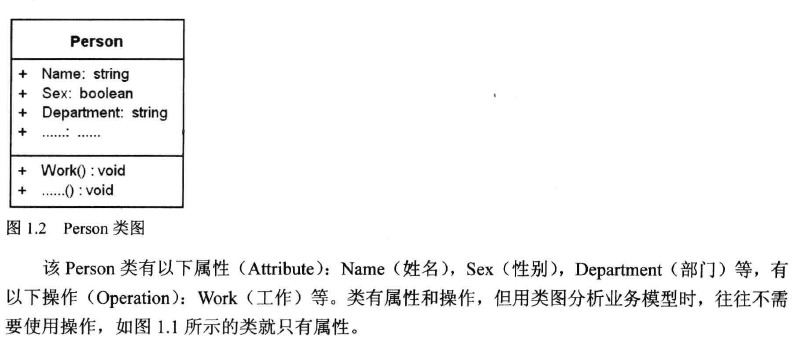 Person
+ Name: string
+ Sex: boolean
+ Department: string
+ ......: ......
+ Work() : void
+ ......() : void
图 1.2 Person 类图
该 Person 类有以下属性（Attribute）：Name（姓名），Sex（性别），Department（部门）等，有
以下操作（Operation）：Work（工作）等。类有属性和操作，但用类图分析业务模型时，往往不需
要使用操作，如图 1.1 所示的类就只有属性。